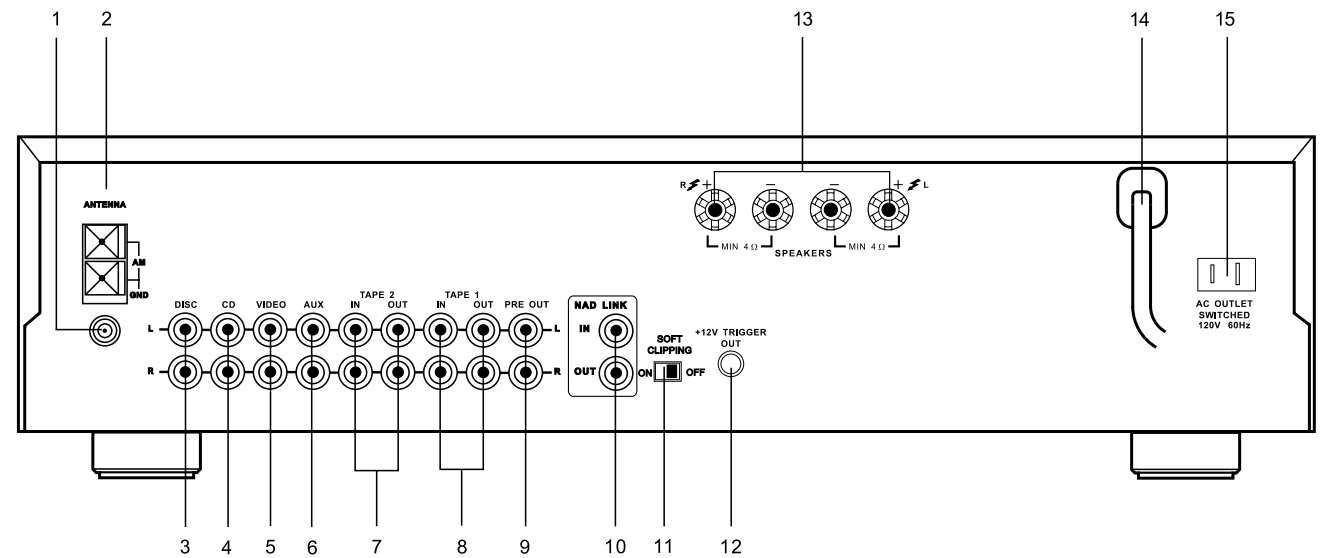 1 2 13 14 15
ANTENNA
AM
GND
R + − − + L
MIN 4Ω MIN 4Ω
SPEAKERS
AC OUTLET
SWITCHED
120V 60Hz
DISC CD VIDEO AUX TAPE 2 IN OUT TAPE 1 IN OUT PRE OUT
L L
R R
NAD LINK
IN
OUT
SOFT
CLIPPING
ON OFF
+12V TRIGGER
OUT
3 4 5 6 7 8 9 10 11 12